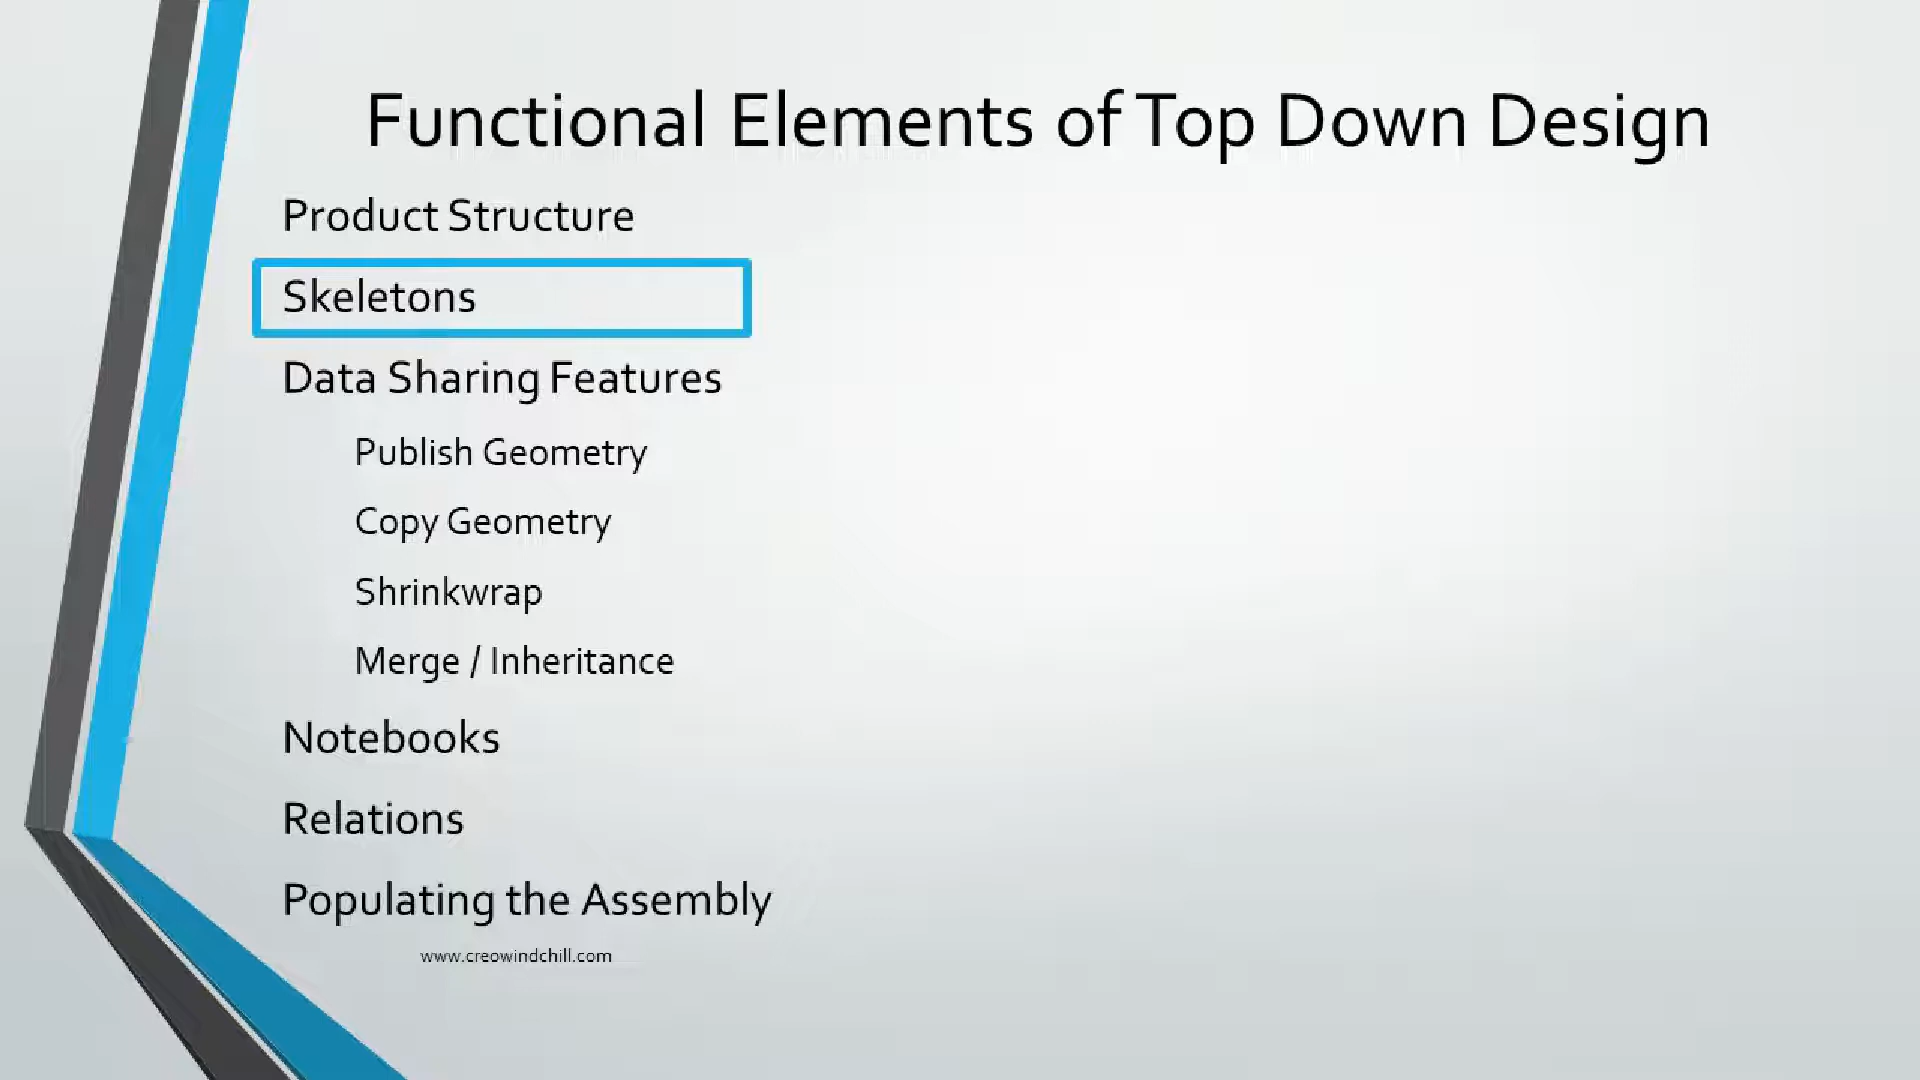 Functional Elements of Top Down Design
Product Structure
Skeletons
Data Sharing Features
Publish Geometry
Copy Geometry
Shrinkwrap
Merge / Inheritance
Notebooks
Relations
Populating the Assembly
www.creowindchill.com